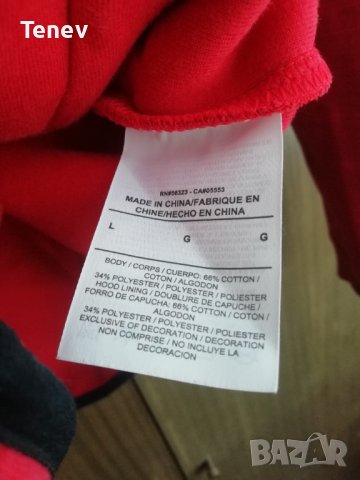 Tenev
RN#56323 - CA#05553
MADE IN CHINA/FABRIQUE EN
CHINE/HECHO EN CHINA
L G G
BODY / CORPS / CUERPO: 66% COTTON /
COTON / ALGODON
34% POLYESTER / POLYESTER / POLIESTER
HOOD LINING / DOUBLURE DE CAPUCHE /
FORRO DE CAPUCHA: 66% COTTON / COTON /
ALGODON
34% POLYESTER / POLYESTER / POLIESTER
EXCLUSIVE OF DECORATION / DECORATION
NON COMPRISE / NO INCLUYE LA
DECORACION
BAZAR